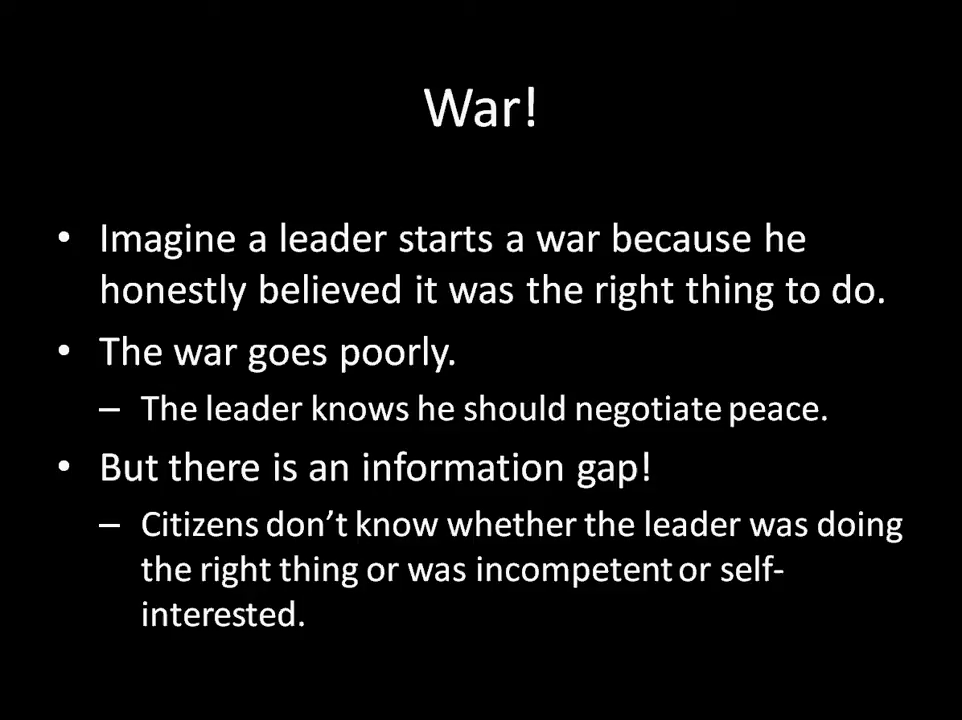 War!
• Imagine a leader starts a war because he
honestly believed it was the right thing to do.
• The war goes poorly.
– The leader knows he should negotiate peace.
• But there is an information gap!
– Citizens don’t know whether the leader was doing
the right thing or was incompetent or self-
interested.